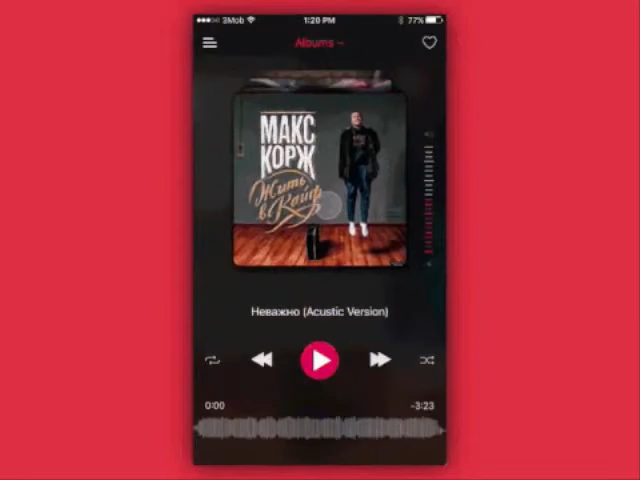 3Mob 1:20 PM 77%
Albums
МАКС
КОРЖ
Жить
в Кайф
Неважно (Acustic Version)
0:00 -3:23